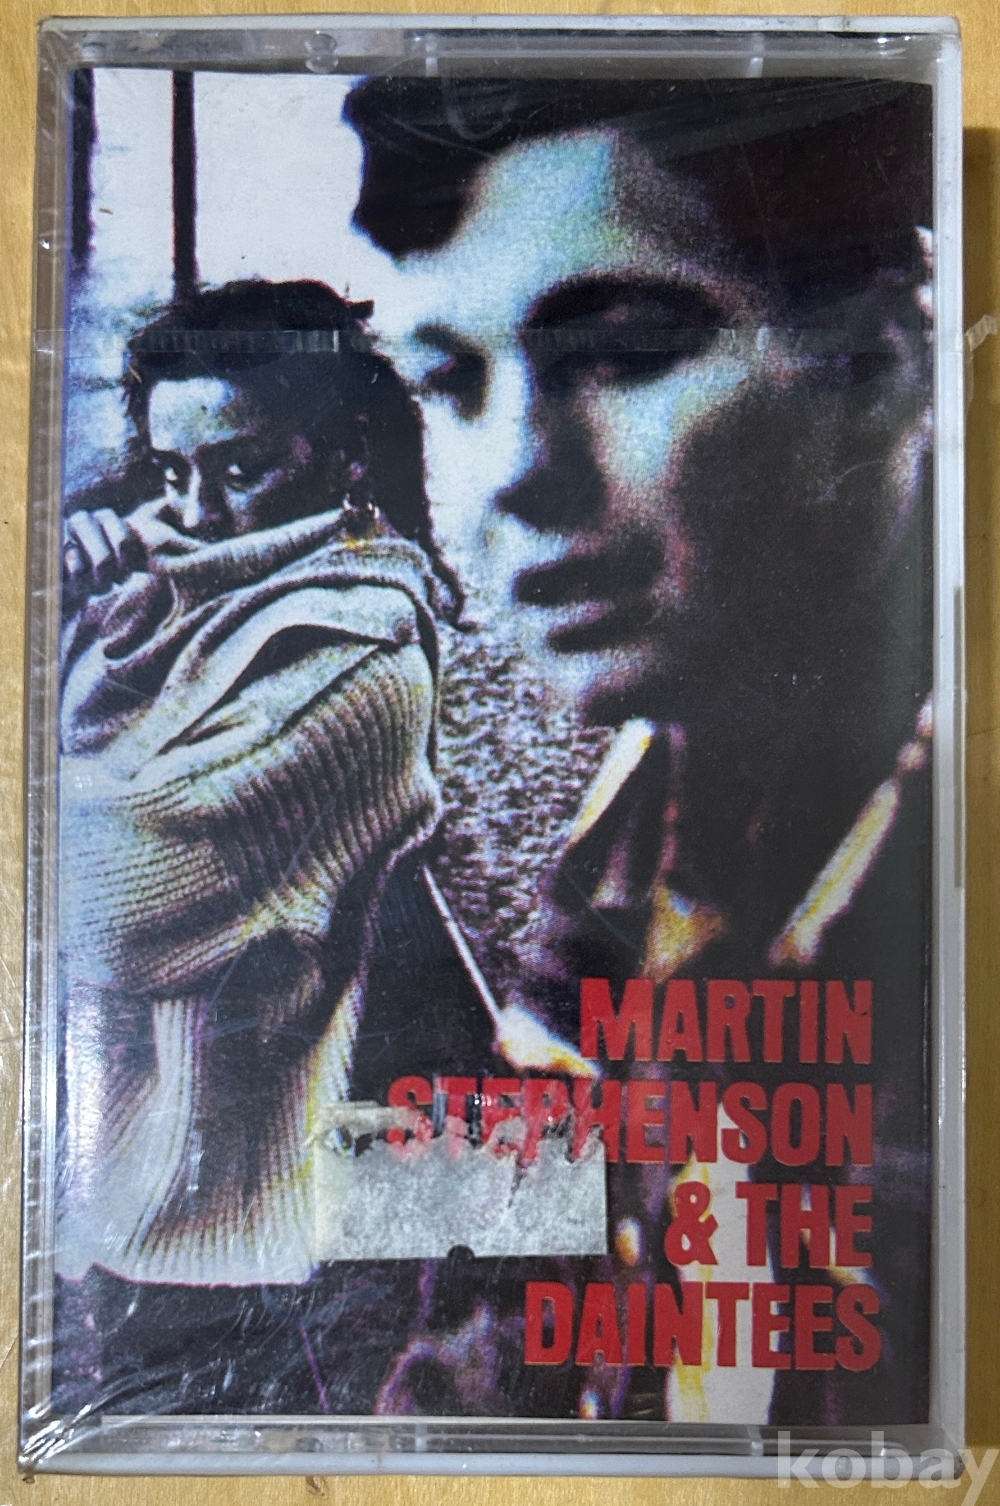 MARTIN
STEPHENSON
& THE
DAINTEES
kobay